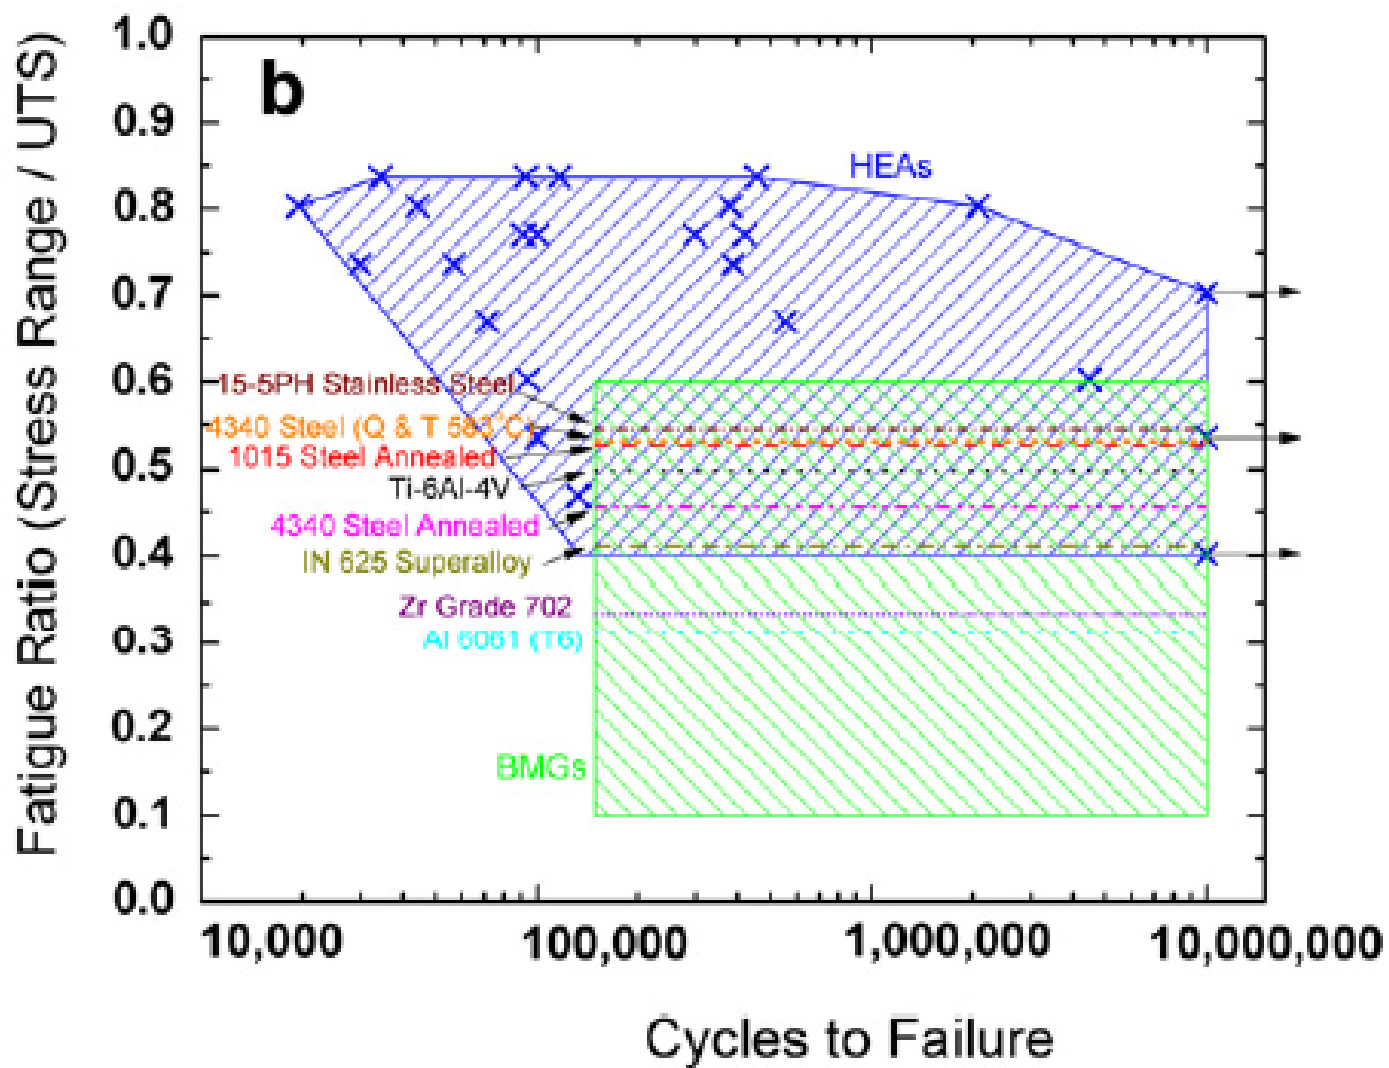 b
Fatigue Ratio (Stress Range / UTS)
1.0
0.9
0.8
0.7
0.6
0.5
0.4
0.3
0.2
0.1
0.0
HEAs
15-5PH Stainless Steel
4340 Steel (Q & T 583°C)
1015 Steel Annealed
Ti-6Al-4V
4340 Steel Annealed
IN 625 Superalloy
Zr Grade 702
Al 6061 (T6)
BMGs
10,000
100,000
1,000,000
10,000,000
Cycles to Failure